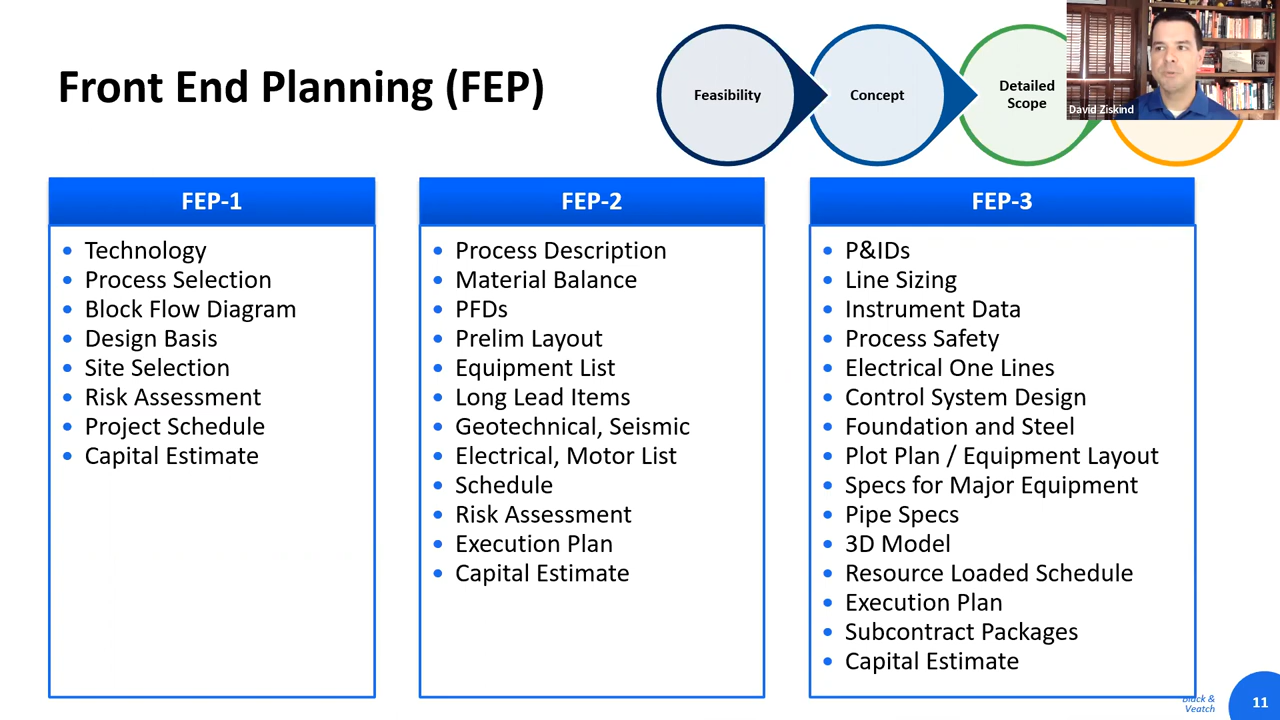 Front End Planning (FEP)
Feasibility
Concept
Detailed
Scope
David Ziskind
FEP-1
Technology
Process Selection
Block Flow Diagram
Design Basis
Site Selection
Risk Assessment
Project Schedule
Capital Estimate
FEP-2
Process Description
Material Balance
PFDs
Prelim Layout
Equipment List
Long Lead Items
Geotechnical, Seismic
Electrical, Motor List
Schedule
Risk Assessment
Execution Plan
Capital Estimate
FEP-3
P&IDs
Line Sizing
Instrument Data
Process Safety
Electrical One Lines
Control System Design
Foundation and Steel
Plot Plan / Equipment Layout
Specs for Major Equipment
Pipe Specs
3D Model
Resource Loaded Schedule
Execution Plan
Subcontract Packages
Capital Estimate
Black &
Veatch
11